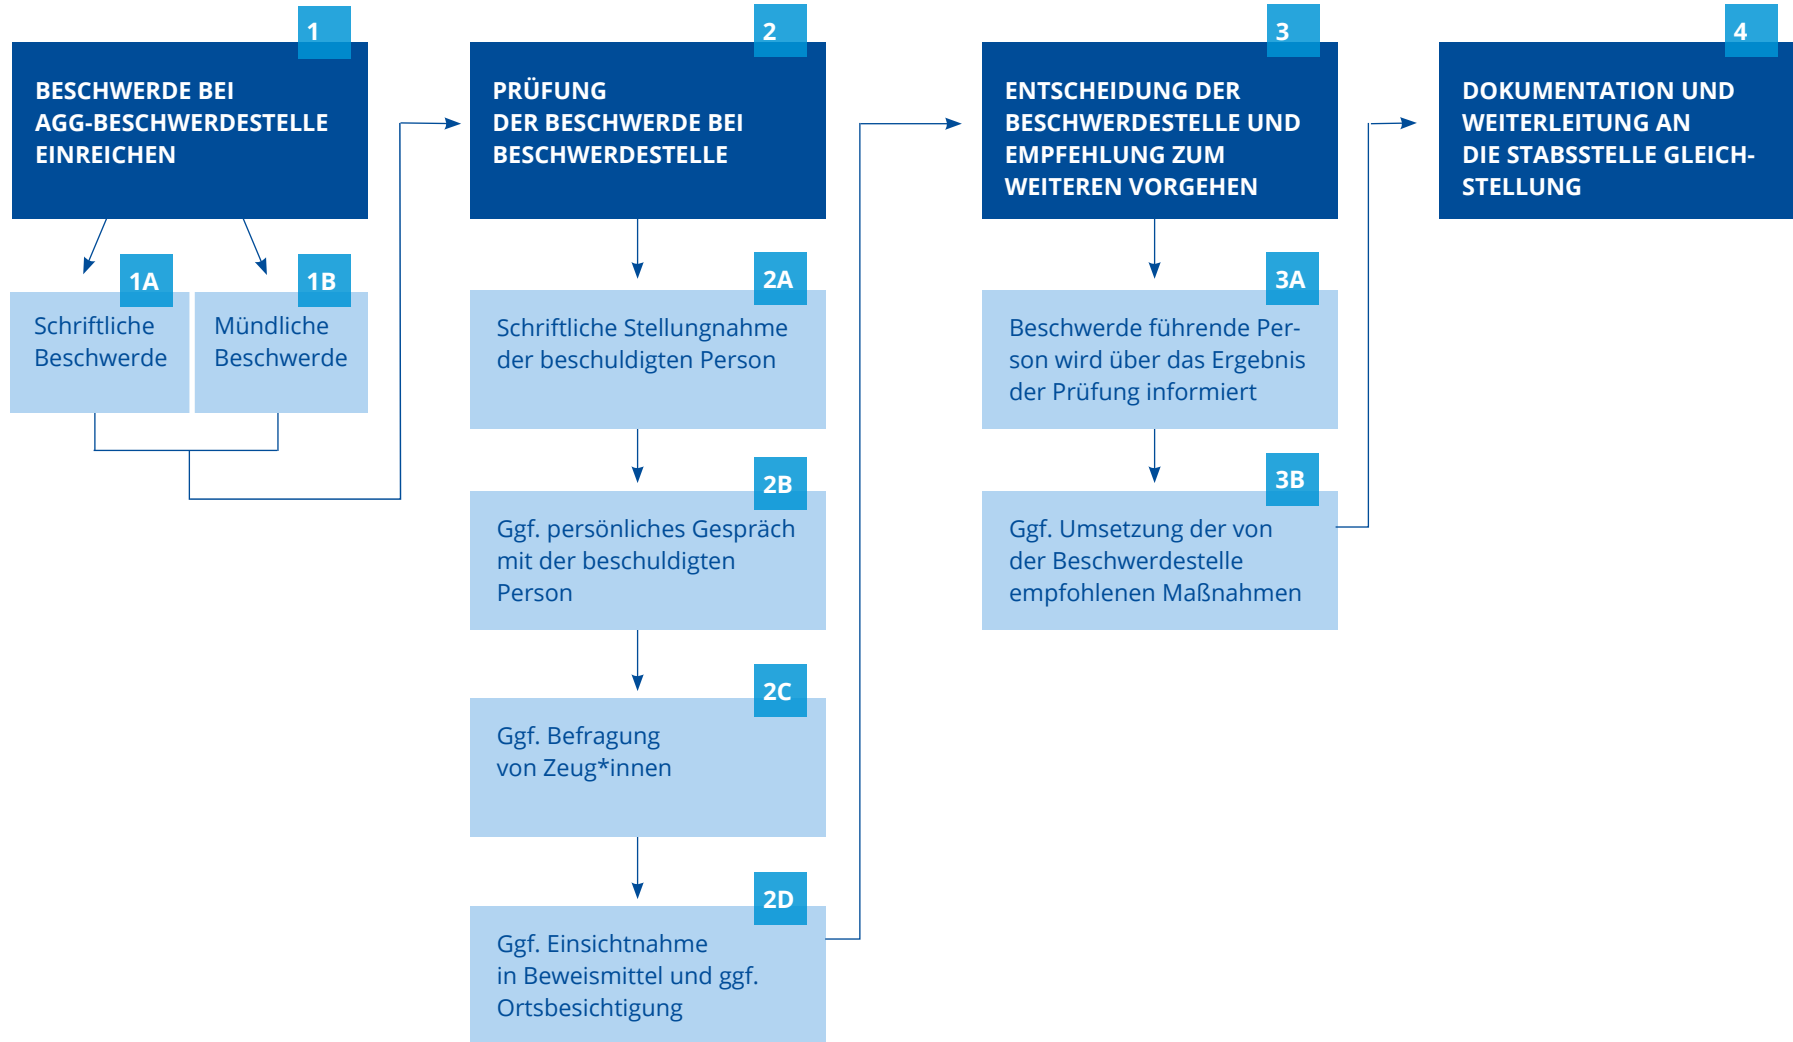 1
BESCHWERDE BEI
AGG-BESCHWERDESTELLE
EINREICHEN
1A
Schriftliche
Beschwerde
1B
Mündliche
Beschwerde
2
PRÜFUNG
DER BESCHWERDE BEI
BESCHWERDESTELLE
2A
Schriftliche Stellungnahme
der beschuldigten Person
2B
Ggf. persönliches Gespräch
mit der beschuldigten
Person
2C
Ggf. Befragung
von Zeug*innen
2D
Ggf. Einsichtnahme
in Beweismittel und ggf.
Ortsbesichtigung
3
ENTSCHEIDUNG DER
BESCHWERDESTELLE UND
EMPFEHLUNG ZUM
WEITEREN VORGEHEN
3A
Beschwerde führende Per-
son wird über das Ergebnis
der Prüfung informiert
3B
Ggf. Umsetzung der von
der Beschwerdestelle
empfohlenen Maßnahmen
4
DOKUMENTATION UND
WEITERLEITUNG AN
DIE STABSSTELLE GLEICH-
STELLUNG